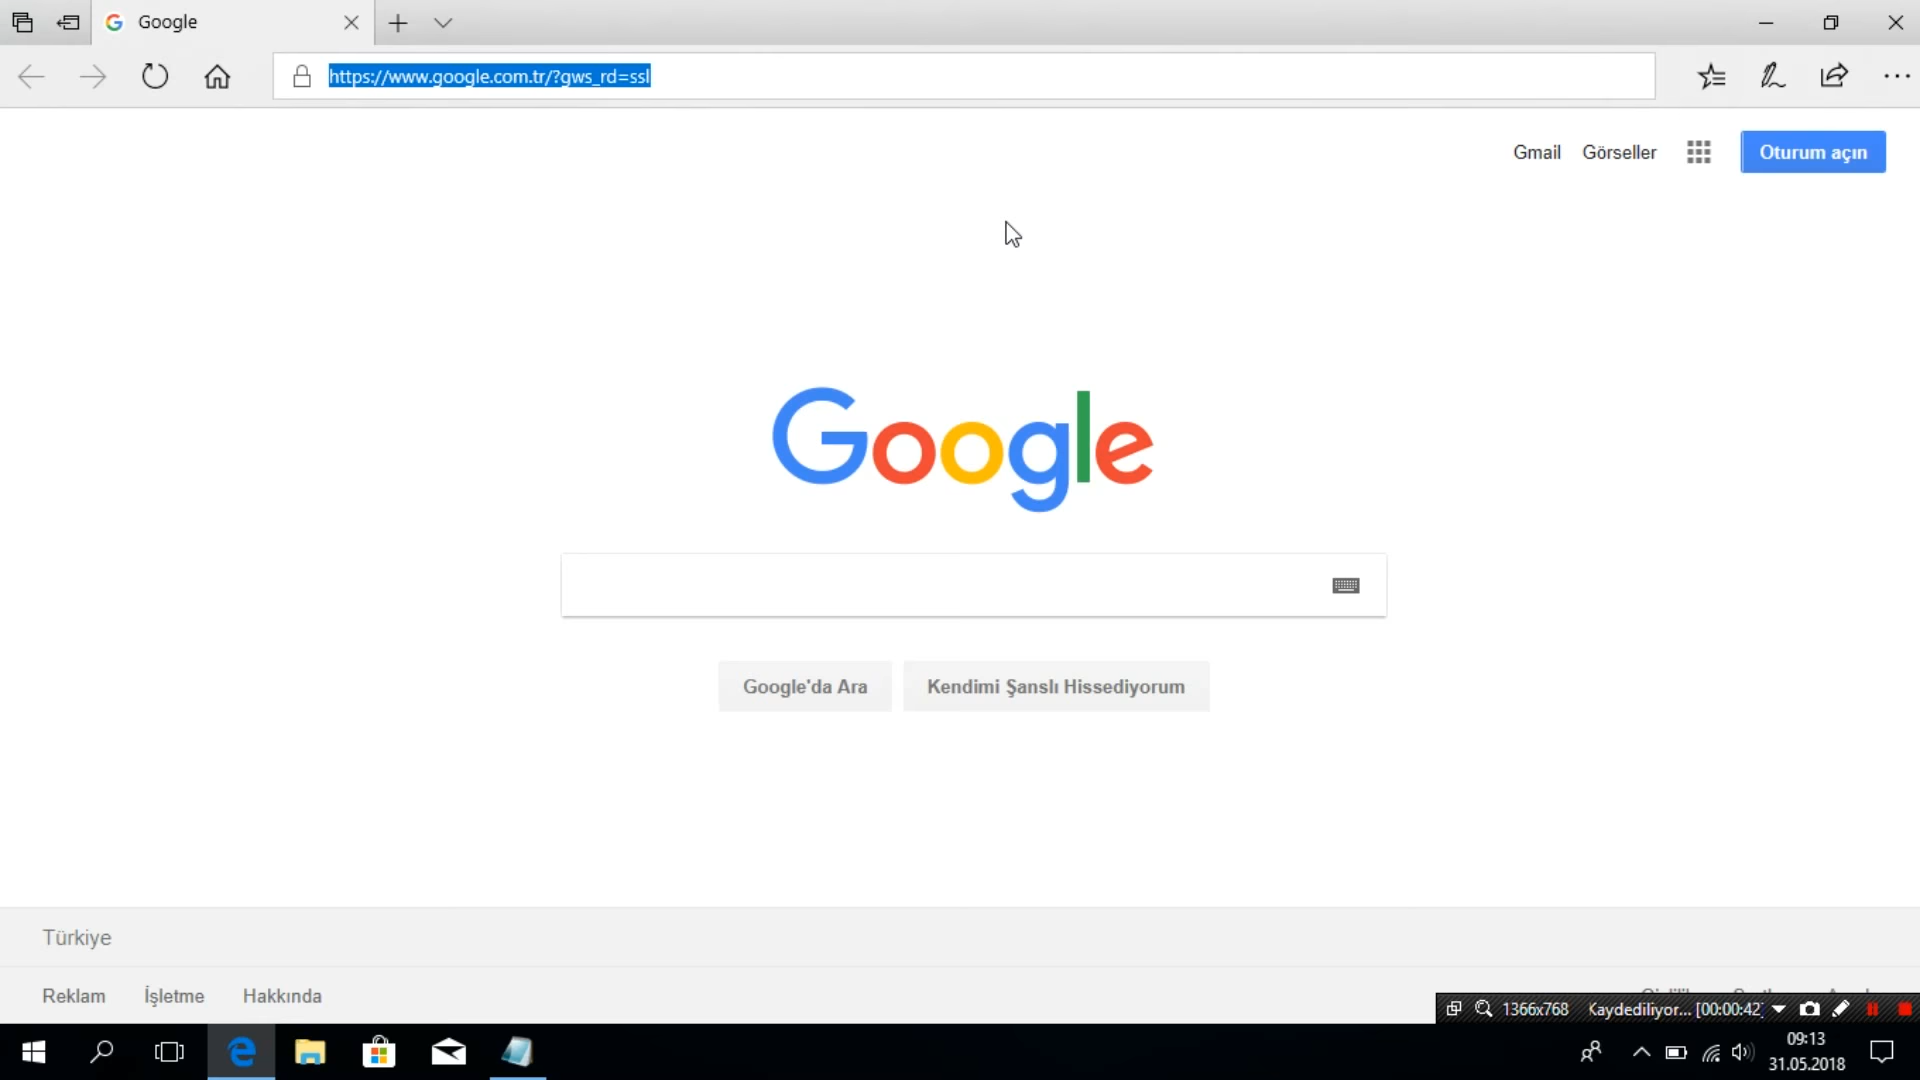 Google
https://www.google.com.tr/?gws_rd=ssl
Gmail Görseller Oturum açın
Google
Google'da Ara Kendimi Şanslı Hissediyorum
Türkiye
Reklam İşletme Hakkında
1366x768 Kaydediliyor... [00:00:42]
09:13
31.05.2018